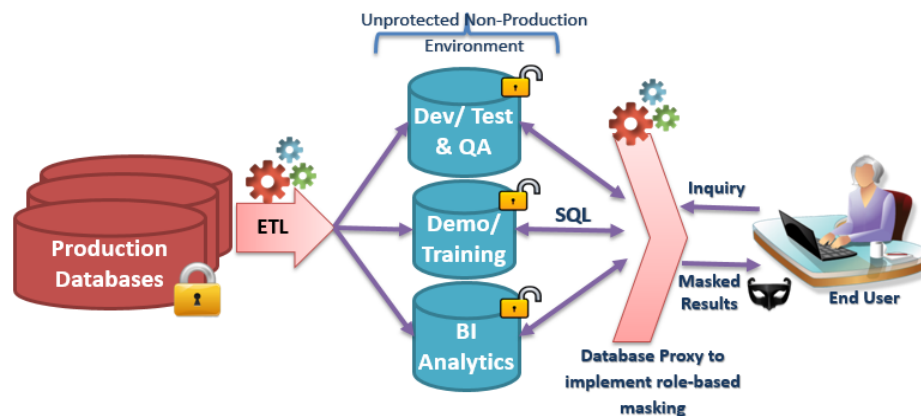 Unprotected Non-Production
Environment
Dev/ Test
& QA
Production
Databases
ETL
Demo/
Training
SQL
BI
Analytics
Inquiry
Masked
Results
End User
Database Proxy to
implement role-based
masking